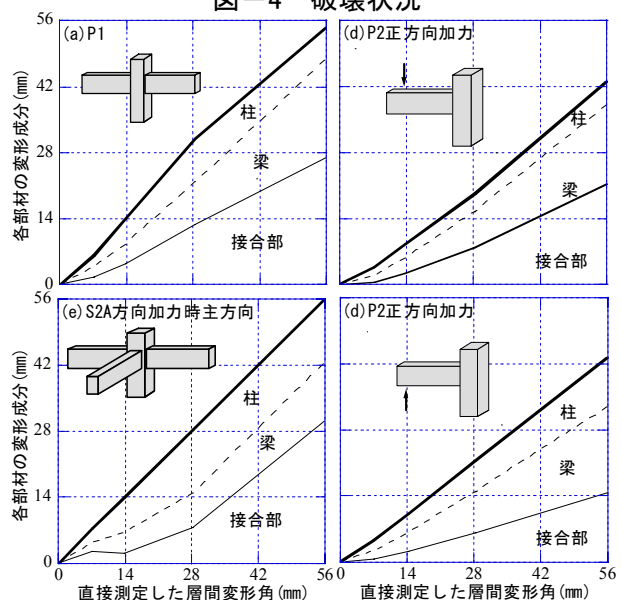 図－4　破壊状況
(a)P1
(d)P2正方向加力
各部材の変形成分(mm)
56
42
28
14
0
柱
梁
接合部
柱
梁
接合部
(e)S2A方向加力時主方向
(d)P2正方向加力
各部材の変形成分(mm)
42
28
14
0
柱
梁
接合部
柱
梁
接合部
0 14 28 42 56
14 28 42 56
直接測定した層間変形角(mm)
直接測定した層間変形角(mm)